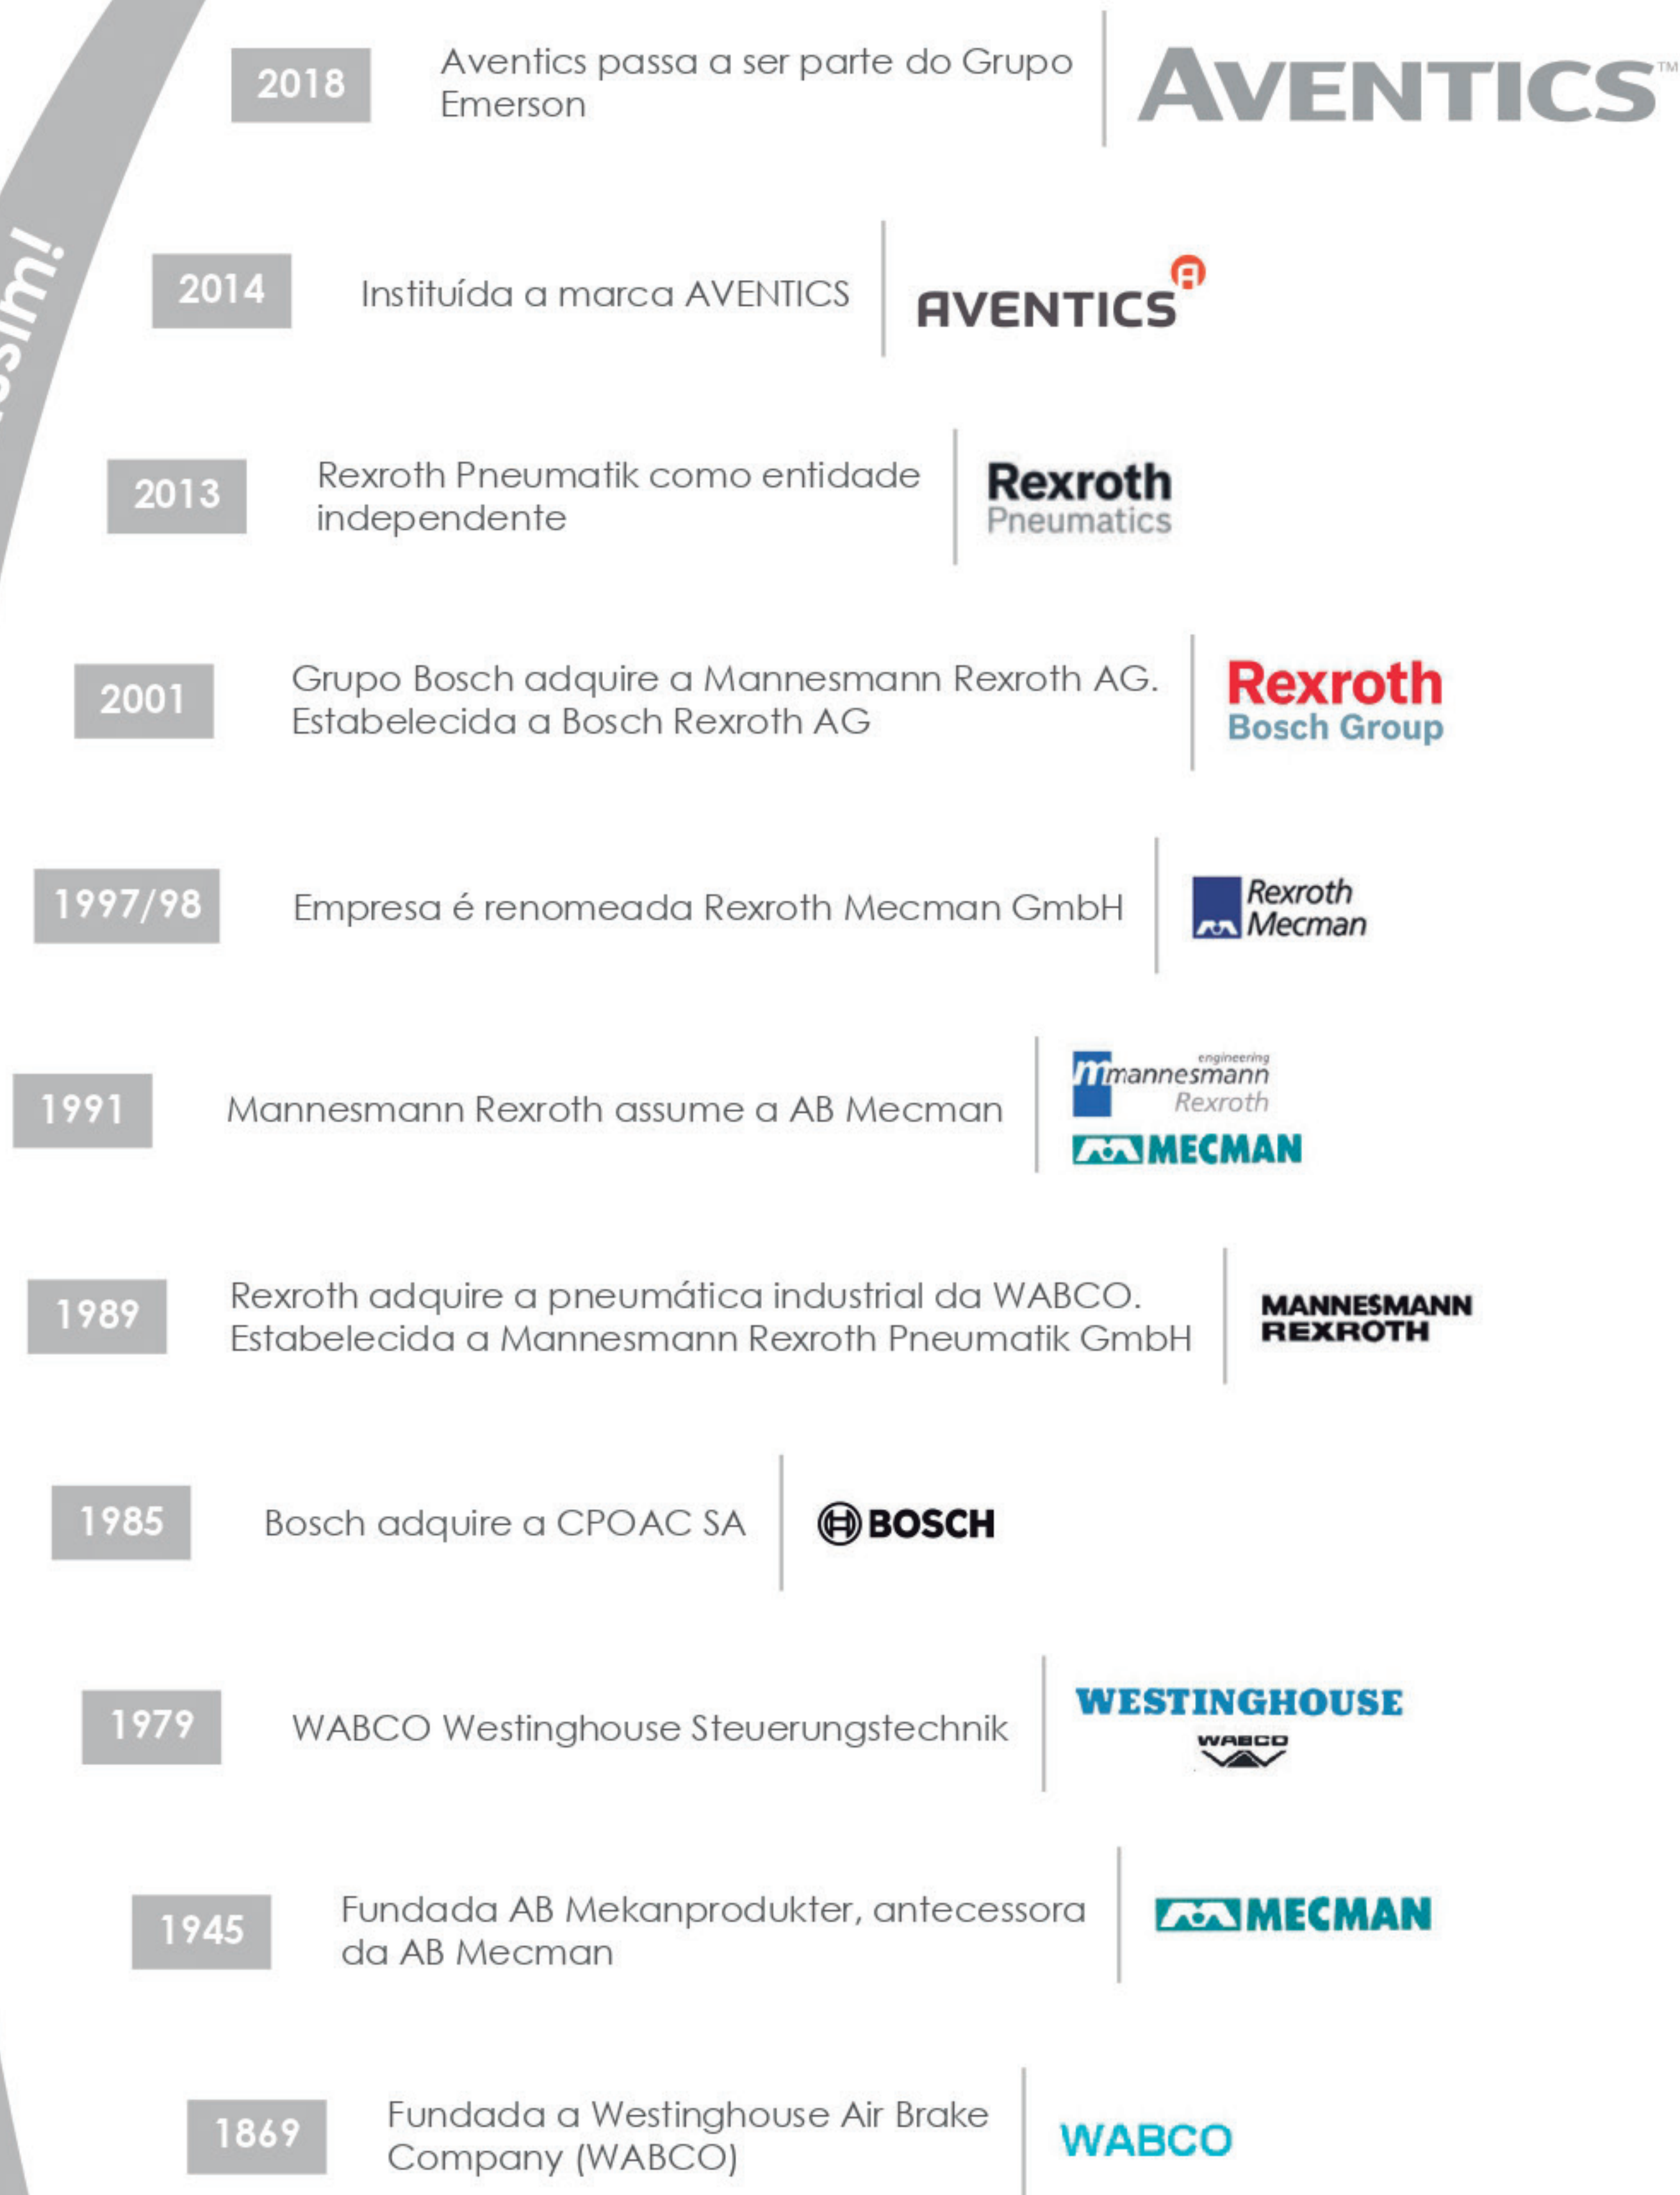 2018
Aventics passa a ser parte do Grupo
Emerson
AVENTICS™
2014
Instituída a marca AVENTICS
AVENTICS
2013
Rexroth Pneumatik como entidade
independente
Rexroth
Pneumatics
2001
Grupo Bosch adquire a Mannesmann Rexroth AG.
Estabelecida a Bosch Rexroth AG
Rexroth
Bosch Group
1997/98
Empresa é renomeada Rexroth Mecman GmbH
Rexroth
Mecman
1991
Mannesmann Rexroth assume a AB Mecman
engineering
mannesmann
Rexroth
MECMAN
1989
Rexroth adquire a pneumática industrial da WABCO.
Estabelecida a Mannesmann Rexroth Pneumatik GmbH
MANNESMANN
REXROTH
1985
Bosch adquire a CPOAC SA
BOSCH
1979
WABCO Westinghouse Steuerungstechnik
WESTINGHOUSE
WABCO
1945
Fundada AB Mekanprodukter, antecessora
da AB Mecman
MECMAN
1869
Fundada a Westinghouse Air Brake
Company (WABCO)
WABCO